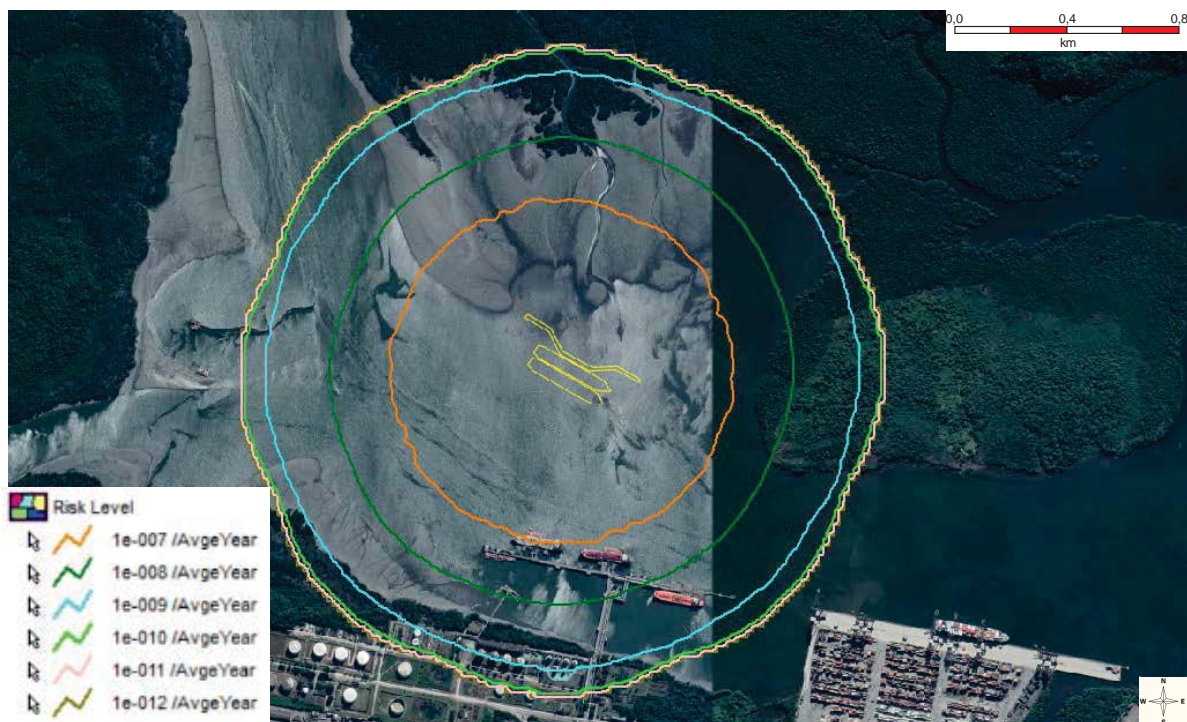 0,0 0,4 0,8
km
Risk Level
1e-007 /AvgeYear
1e-008 /AvgeYear
1e-009 /AvgeYear
1e-010 /AvgeYear
1e-011 /AvgeYear
1e-012 /AvgeYear
N
W E
S